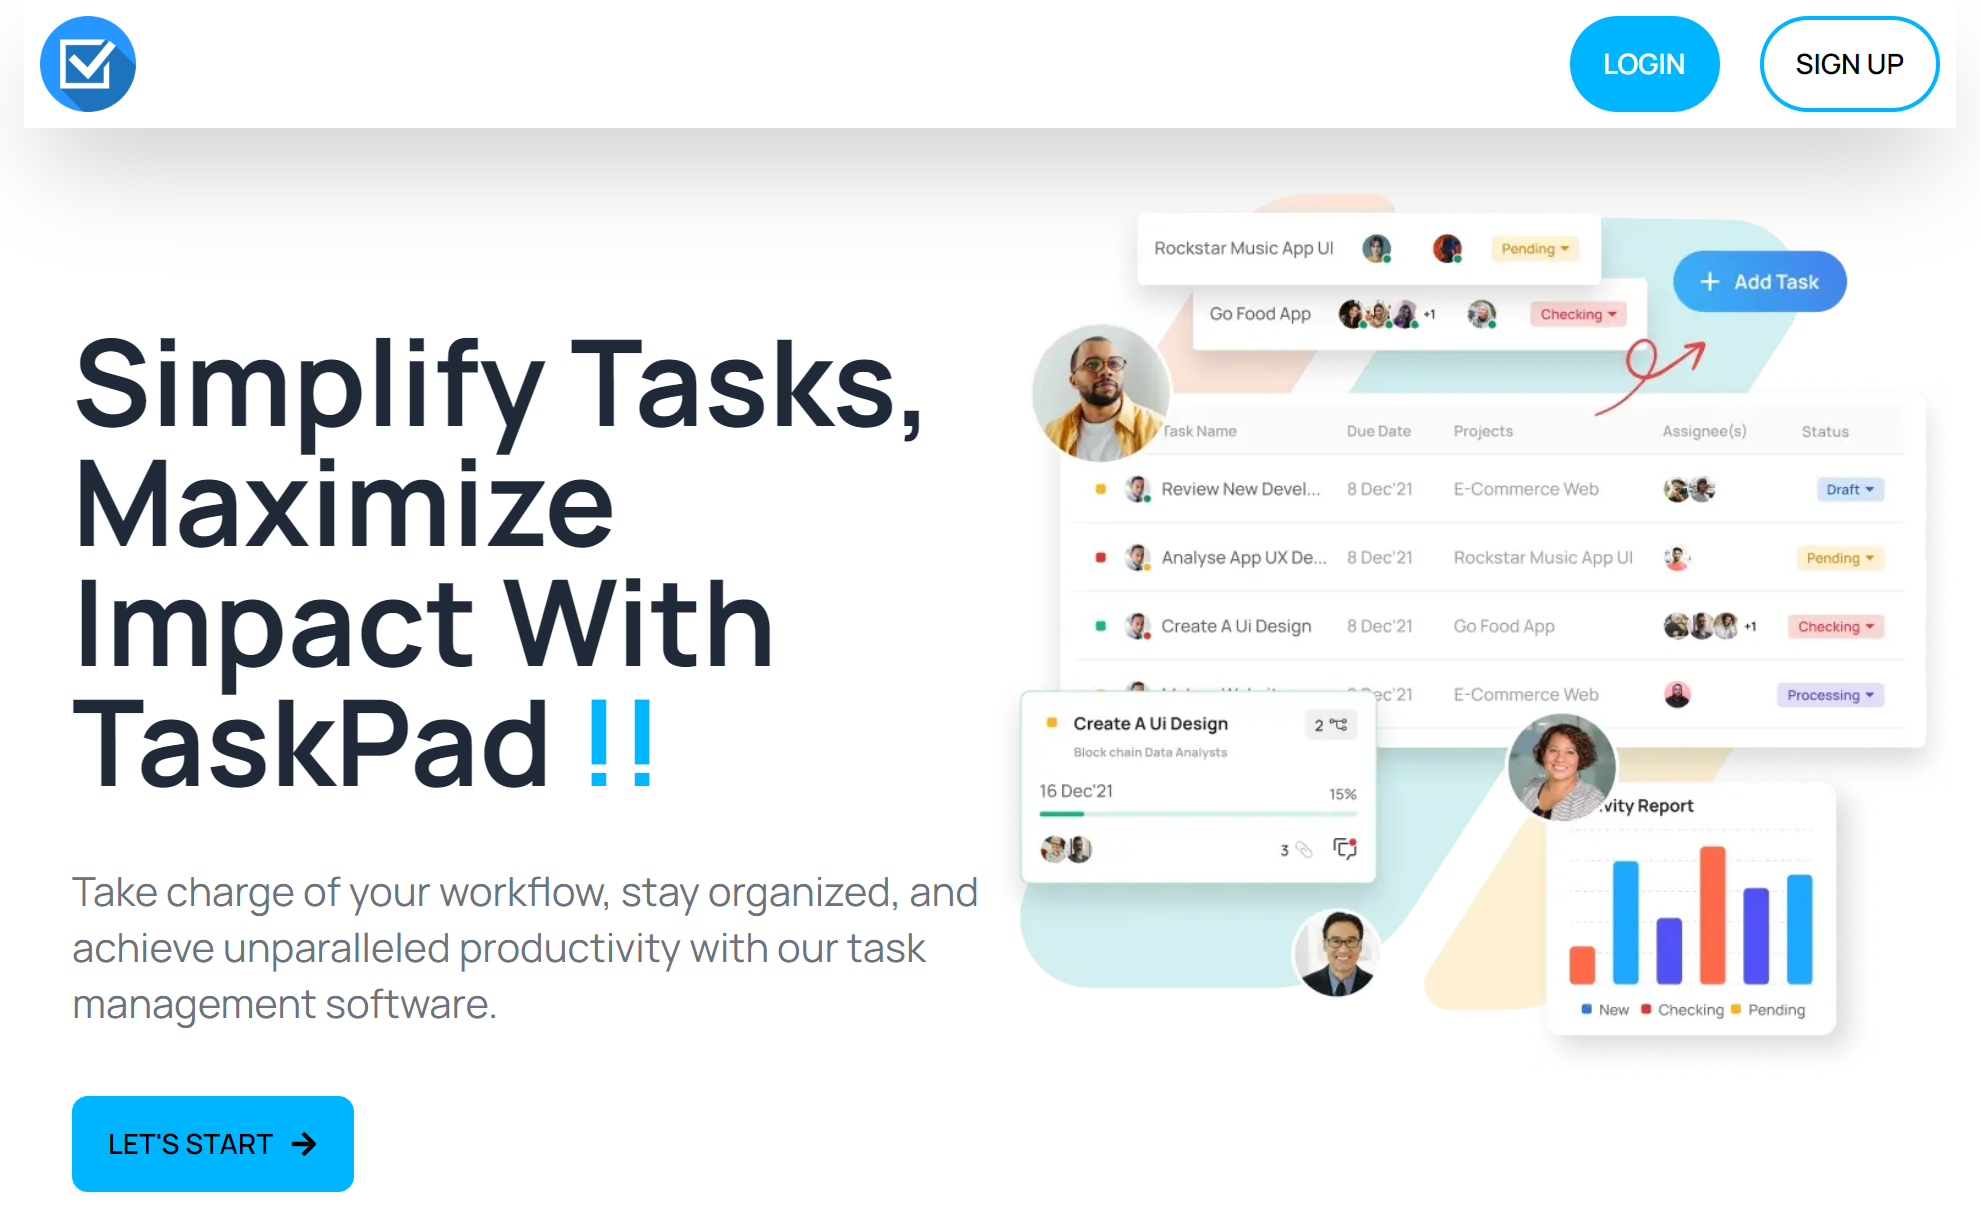 LOGIN
SIGN UP
Simplify Tasks,
Maximize
Impact With
TaskPad !!
Take charge of your workflow, stay organized, and
achieve unparalleled productivity with our task
management software.
LET'S START
Rockstar Music App UI Pending
Go Food App +1 Checking
Add Task
Task Name Due Date Projects Assignee(s) Status
Review New Devel... 8 Dec'21 E-Commerce Web Draft
Analyse App UX De... 8 Dec'21 Rockstar Music App UI Pending
Create A Ui Design 8 Dec'21 Go Food App +1 Checking
E-Commerce Web Processing
Create A Ui Design 2
Block chain Data Analysts
16 Dec'21 15%
3
vity Report
New Checking Pending